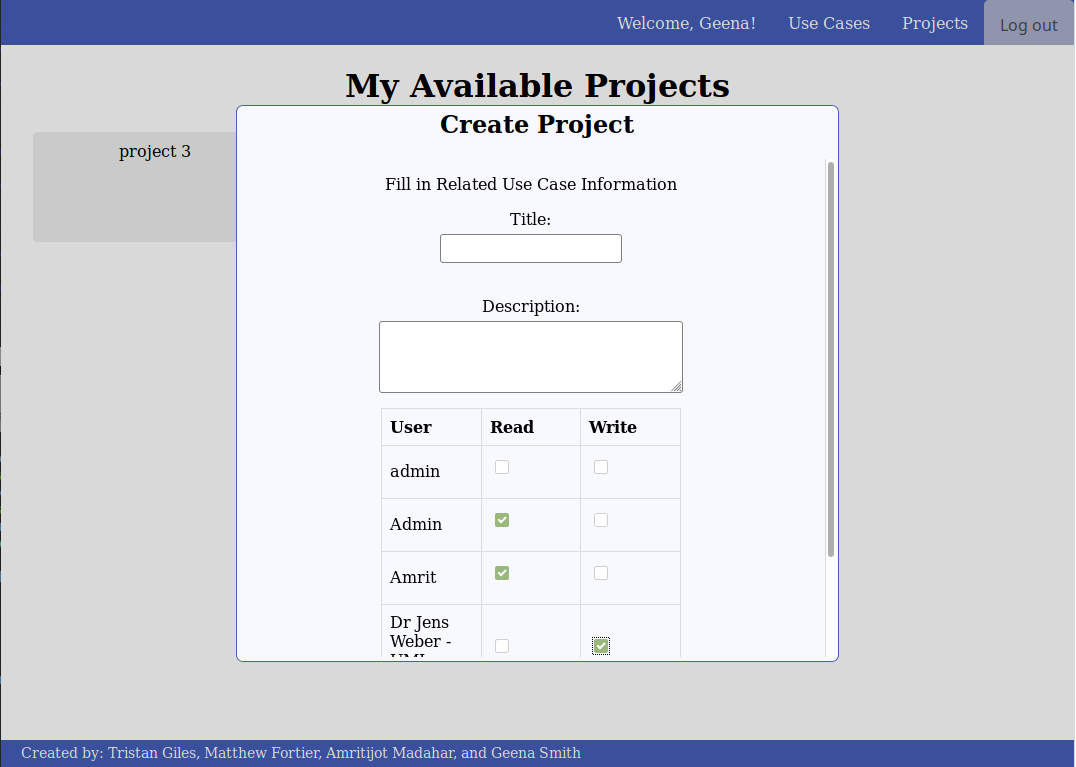 Welcome, Geena! Use Cases Projects Log out
My Available Projects
project 3
Create Project
Fill in Related Use Case Information
Title:
Description:
User Read Write
admin
Admin
Amrit
Dr Jens
Weber -
Created by: Tristan Giles, Matthew Fortier, Amritijot Madahar, and Geena Smith